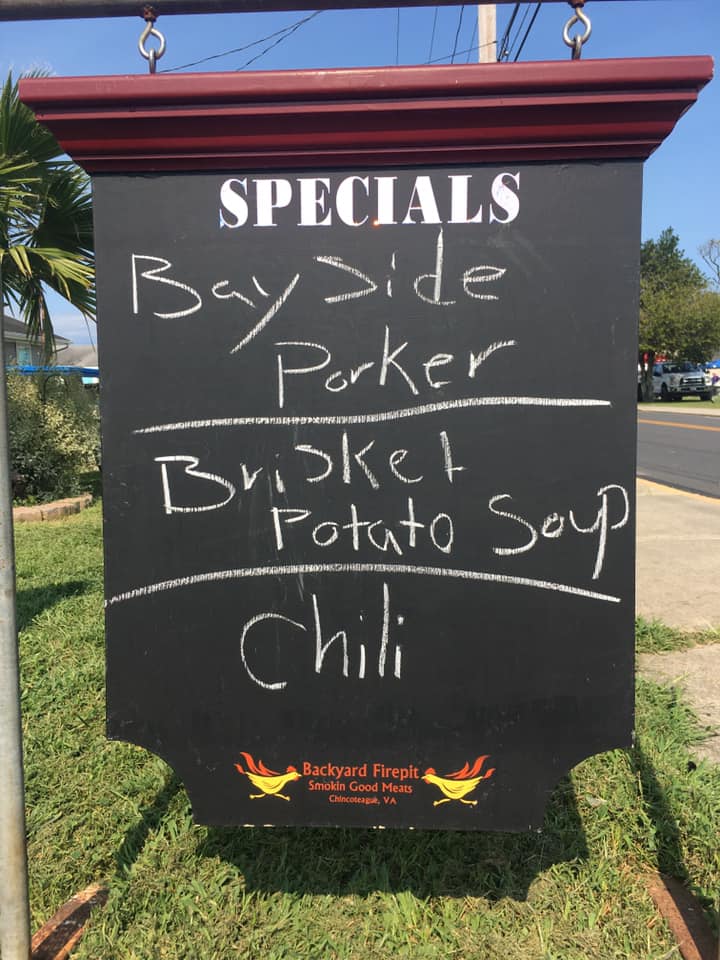 SPECIALS
Bayside
Porker
Brisket
Potato Soup
Chili
Backyard Firepit
Smokin Good Meats
Chincoteague, VA